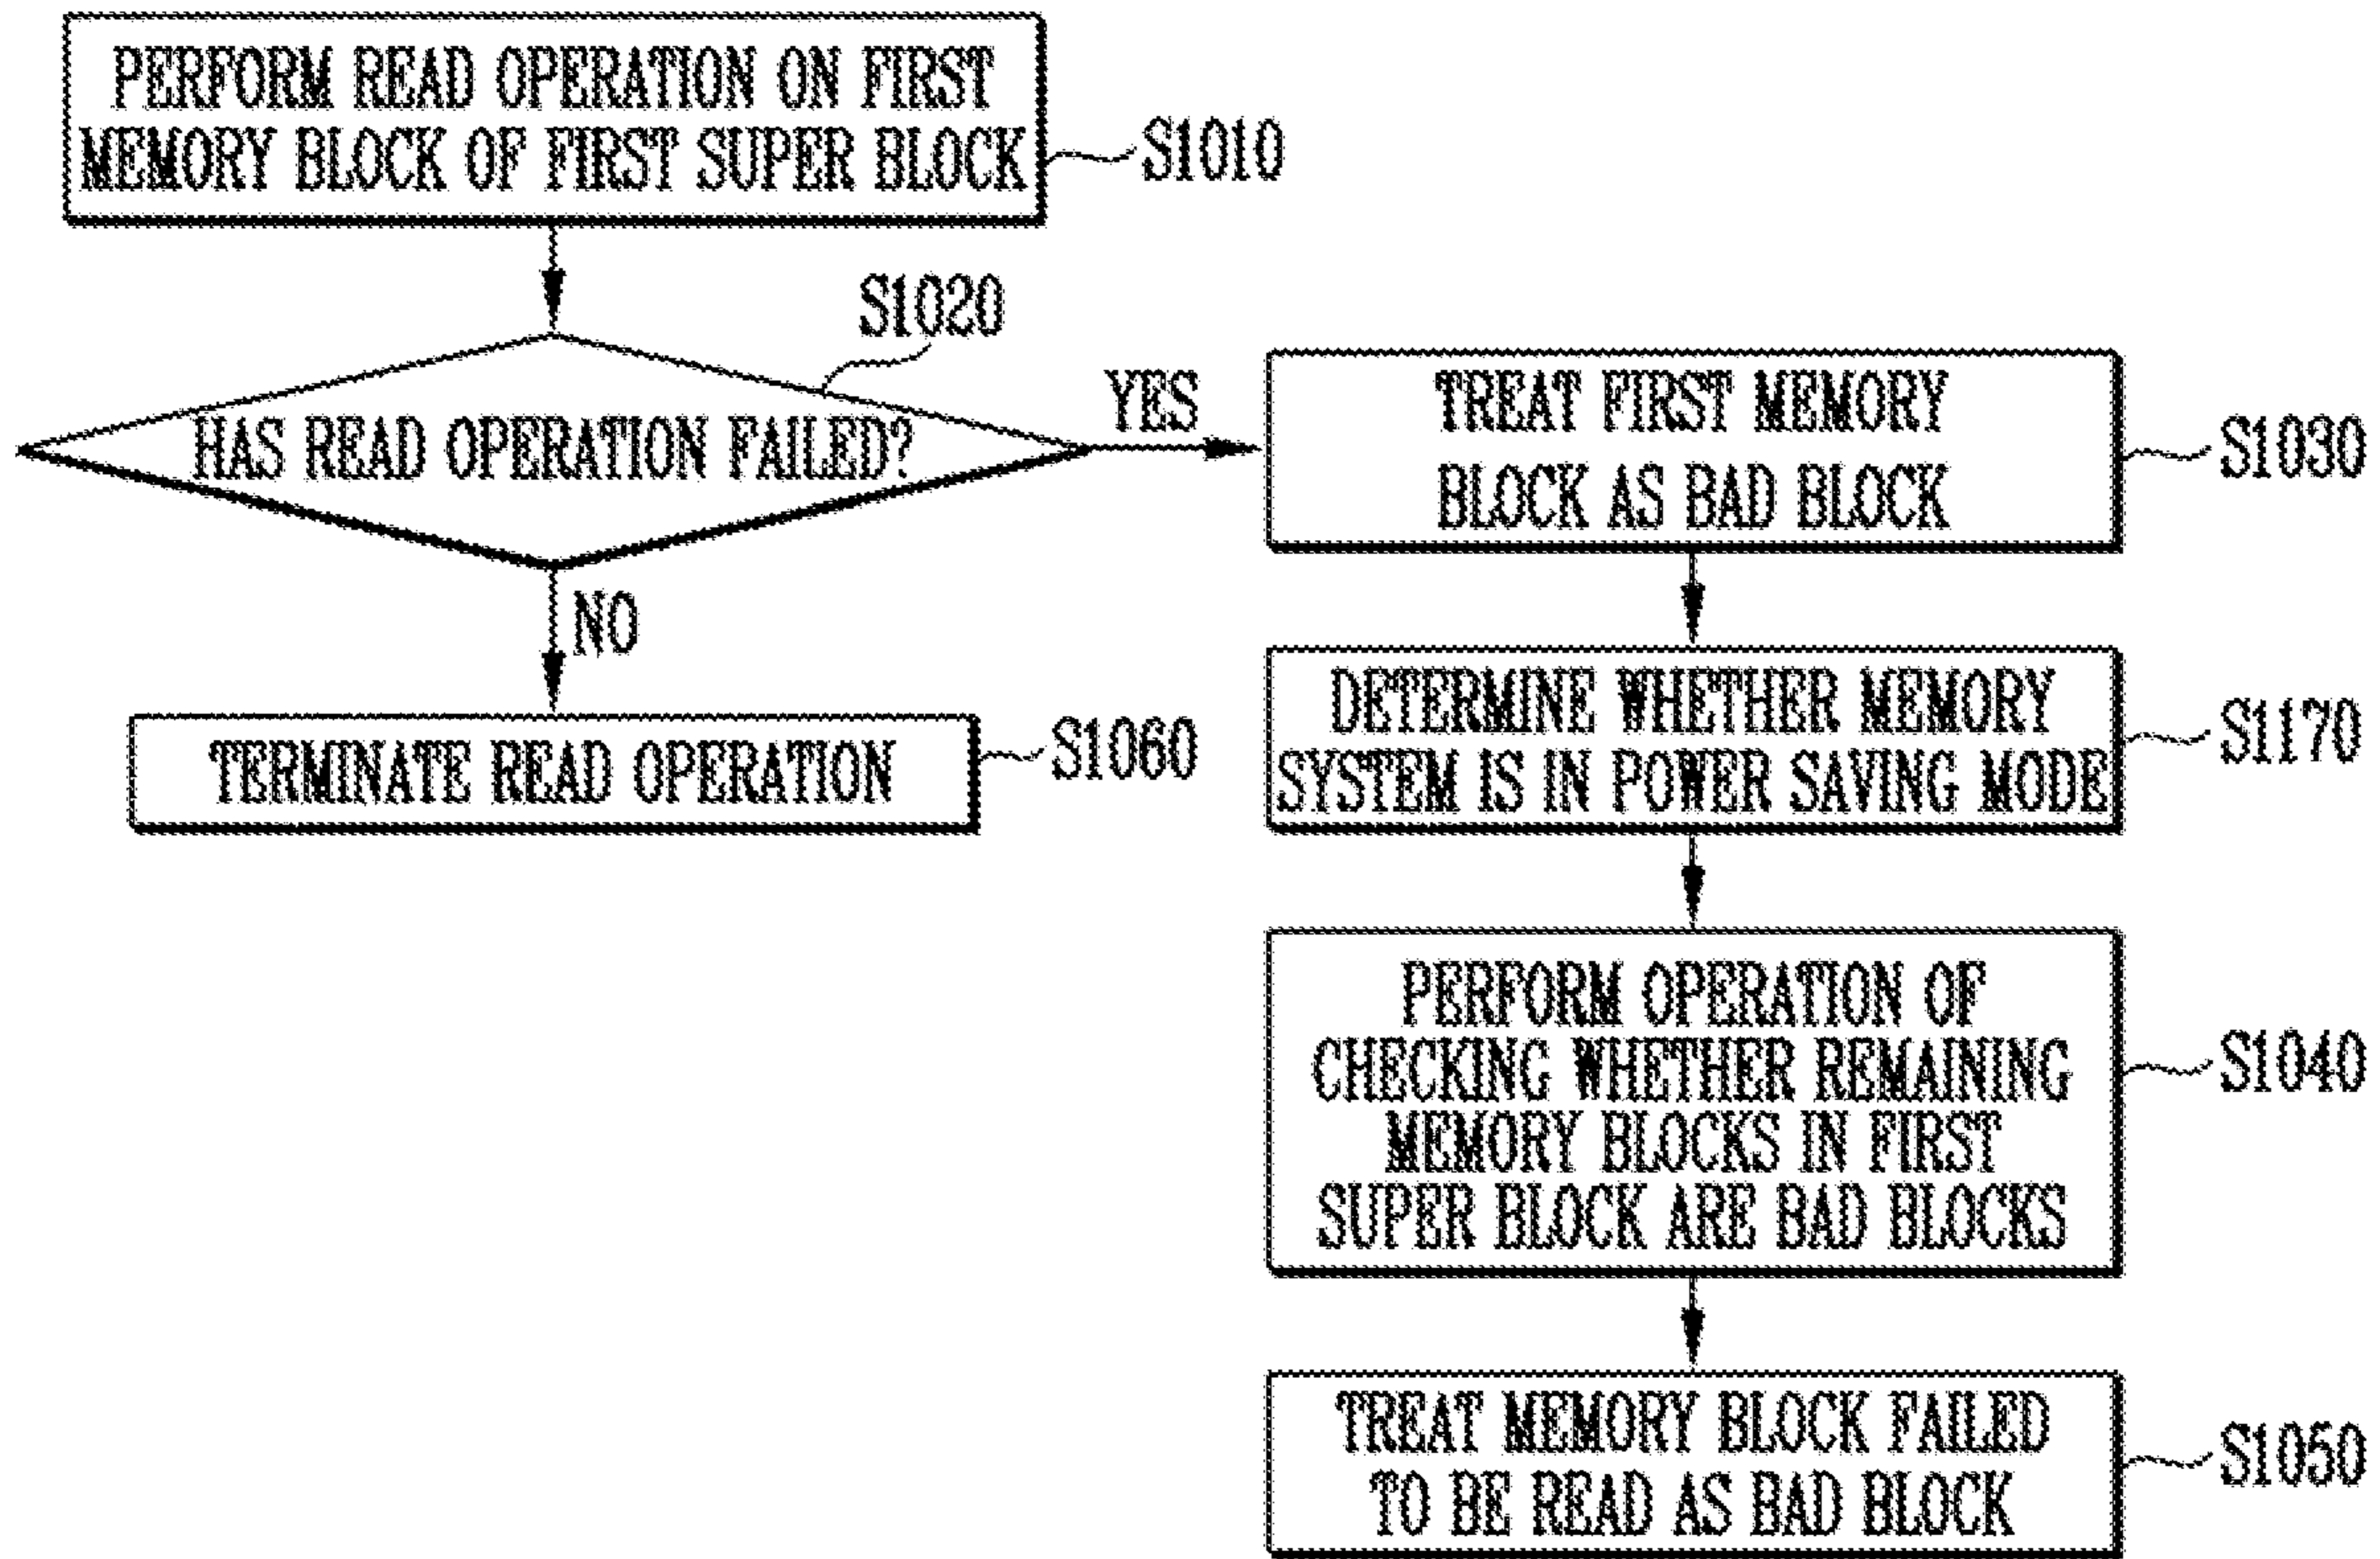 PERFORM READ OPERATION ON FIRST
MEMORY BLOCK OF FIRST SUPER BLOCK
S1010
S1020
HAS READ OPERATION FAILED?
YES
NO
TERMINATE READ OPERATION
S1060
TREAT FIRST MEMORY
BLOCK AS BAD BLOCK
S1030
DETERMINE WHETHER MEMORY
SYSTEM IS IN POWER SAVING MODE
S1170
PERFORM OPERATION OF
CHECKING WHETHER REMAINING
MEMORY BLOCKS IN FIRST
SUPER BLOCK ARE BAD BLOCKS
S1040
TREAT MEMORY BLOCK FAILED
TO BE READ AS BAD BLOCK
S1050